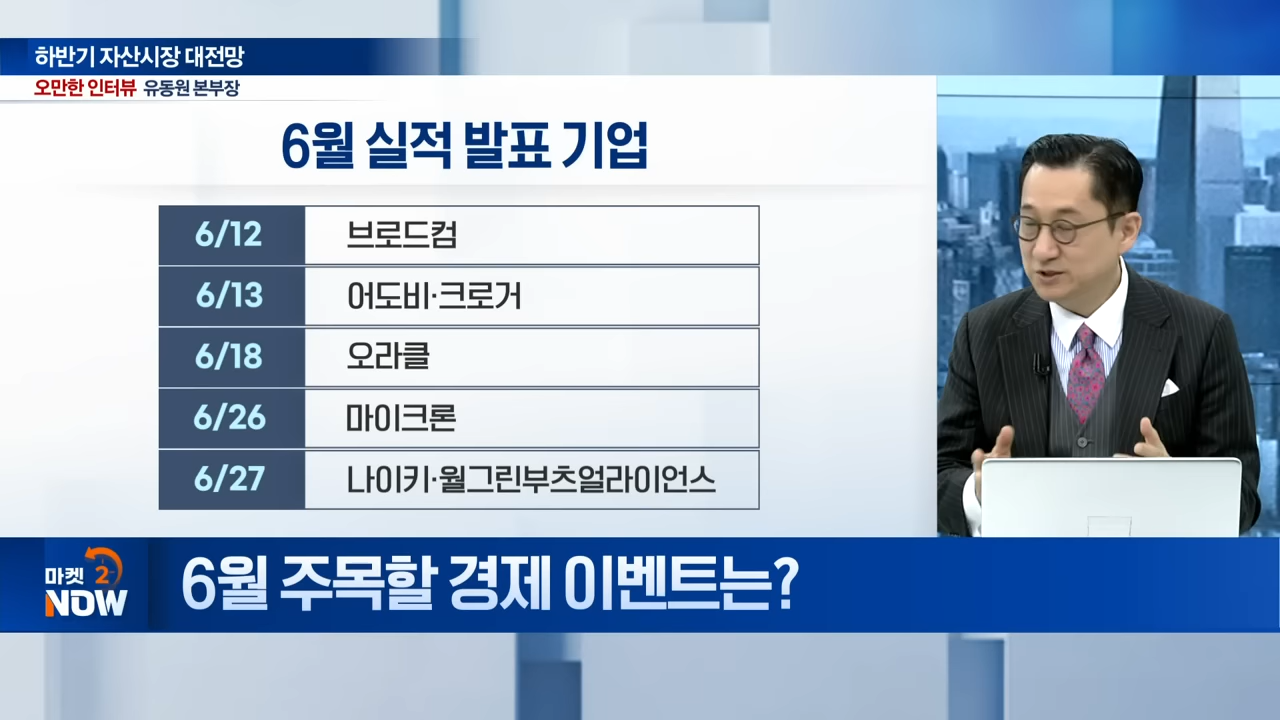 하반기 자산시장 대전망
오만한 인터뷰 유동원 본부장
6월 실적 발표 기업
6/12 브로드컴
6/13 어도비·크로거
6/18 오라클
6/26 마이크론
6/27 나이키·월그린부츠얼라이언스
마켓 2
NOW
6월 주목할 경제 이벤트는?